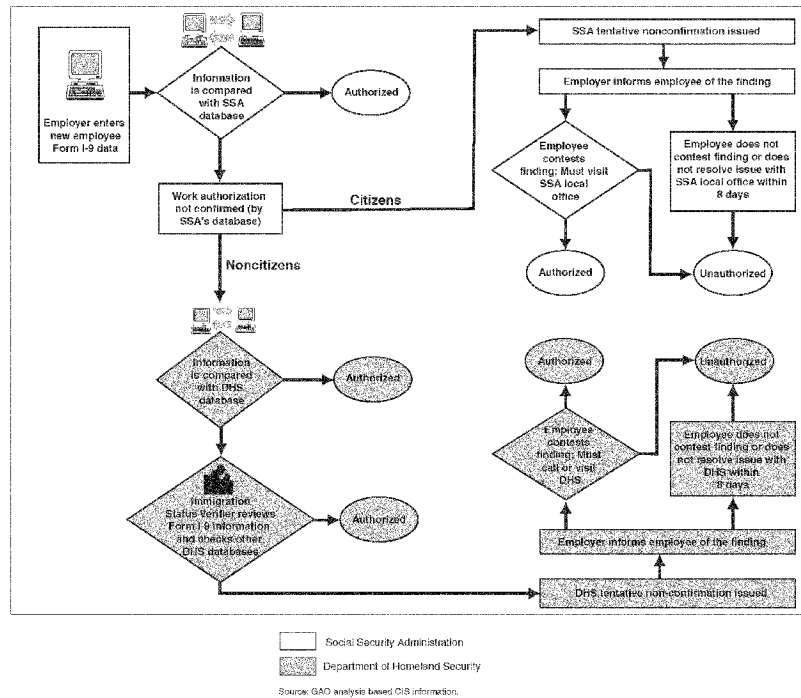 Employer enters
new employee
Form I-9 data
Information
is compared
with SSA
database
Authorized
Work authorization
not confirmed (by
SSA's database)
Citizens
Noncitizens
SSA tentative nonconfirmation issued
Employer informs employee of the finding
Employee
contests
finding; Must visit
SSA local
office
Employee does not
contest finding or does
not resolve issue with
SSA local office within
8 days
Authorized
Unauthorized
Information
is compared
with DHS
database
Authorized
Immigration
Status Verifier reviews
Form I-9 information
and checks other
DHS databases
Authorized
Authorized
Unauthorized
Employee
contests
finding; Must
call or visit
DHS
Employee does not
contest finding or does
not resolve issue with
DHS within
8 days
Employer informs employee of the finding
DHS tentative non-confirmation issued
Social Security Administration
Department of Homeland Security
Source: GAO analysis based CIS information.